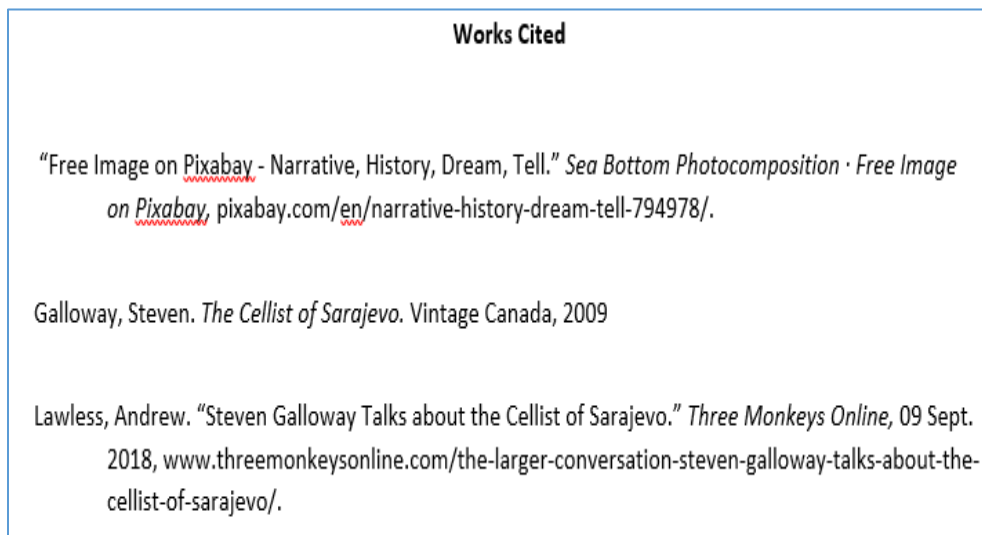 Works Cited
“Free Image on Pixabay - Narrative, History, Dream, Tell.” Sea Bottom Photocomposition · Free Image
on Pixabay, pixabay.com/en/narrative-history-dream-tell-794978/.
Galloway, Steven. The Cellist of Sarajevo. Vintage Canada, 2009
Lawless, Andrew. “Steven Galloway Talks about the Cellist of Sarajevo.” Three Monkeys Online, 09 Sept.
2018, www.threemonkeysonline.com/the-larger-conversation-steven-galloway-talks-about-the-
cellist-of-sarajevo/.